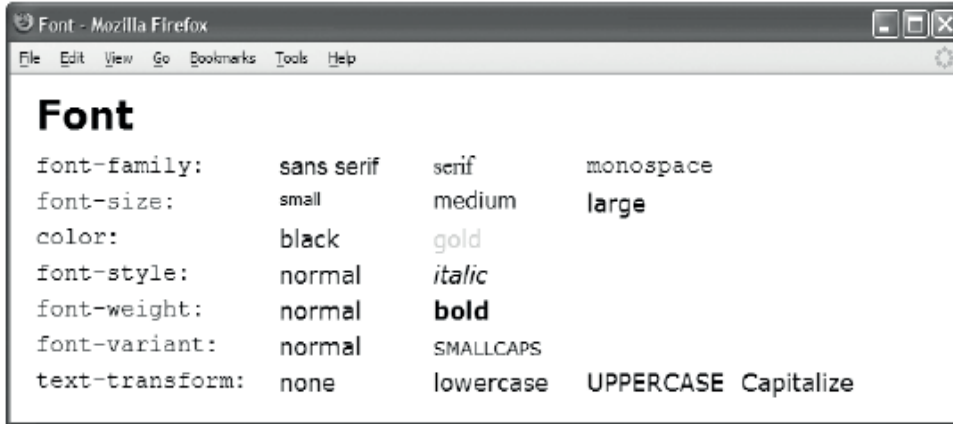 Font - Mozilla Firefox
File Edit View Go Bookmarks Tools Help
Font
font-family: sans serif serif monospace
font-size: small medium large
color: black gold
font-style: normal italic
font-weight: normal bold
font-variant: normal SMALLCAPS
text-transform: none lowercase UPPERCASE Capitalize